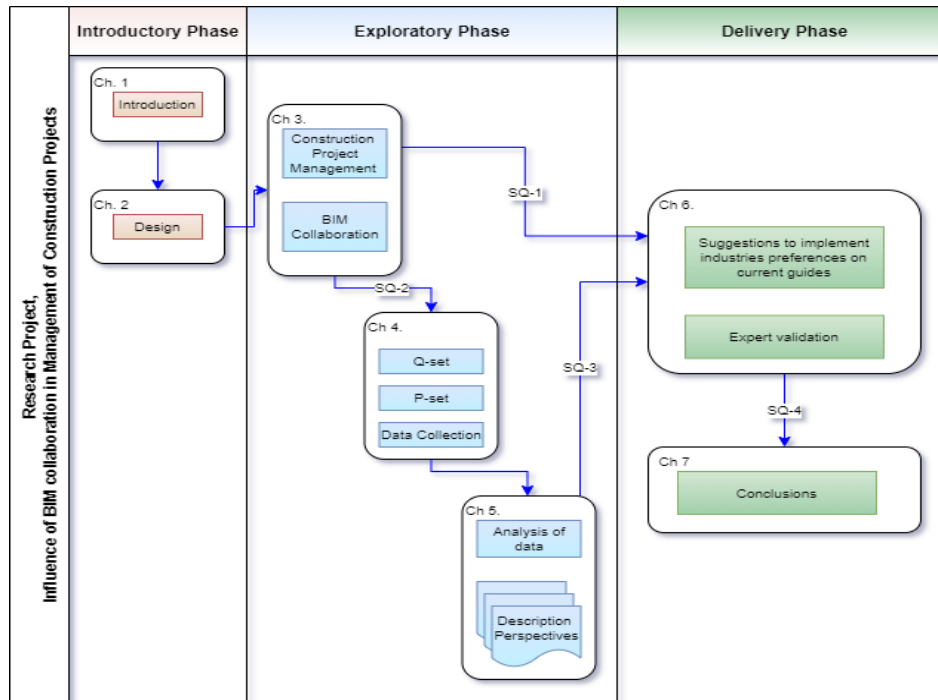 Research Project,
Influence of BIM collaboration in Management of Construction Projects
Introductory Phase
Exploratory Phase
Delivery Phase
Ch. 1
Introduction
Ch. 2
Design
Ch 3.
Construction
Project
Management
BIM
Collaboration
SQ-1
SQ-2
Ch 4.
Q-set
P-set
Data Collection
Ch 5.
Analysis of
data
Description
Perspectives
SQ-3
Ch 6.
Suggestions to implement
industries preferences on
current guides
Expert validation
SQ-4
Ch 7
Conclusions